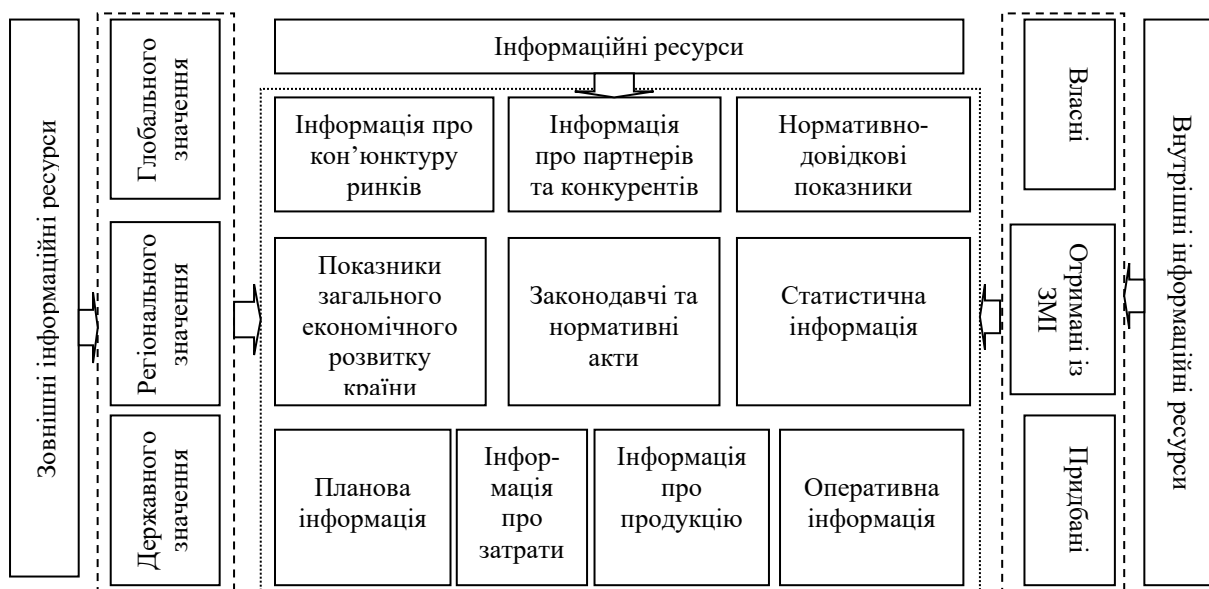 Зовнішні інформаційні ресурси
Глобального
значення
Регіонального
значення
Державного
значення
Інформаційні ресурси
Інформація про
кон’юнктуру
ринків
Інформація
про партнерів
та конкурентів
Нормативно-
довідкові
показники
Показники
загального
економічного
розвитку
країни
Законодавчі та
нормативні
акти
Статистична
інформація
Планова
інформація
Інфор-
мація
про
затрати
Інформація
про
продукцію
Оперативна
інформація
Власні
Отримані із
ЗМІ
Придбані
Внутрішні інформаційні ресурси